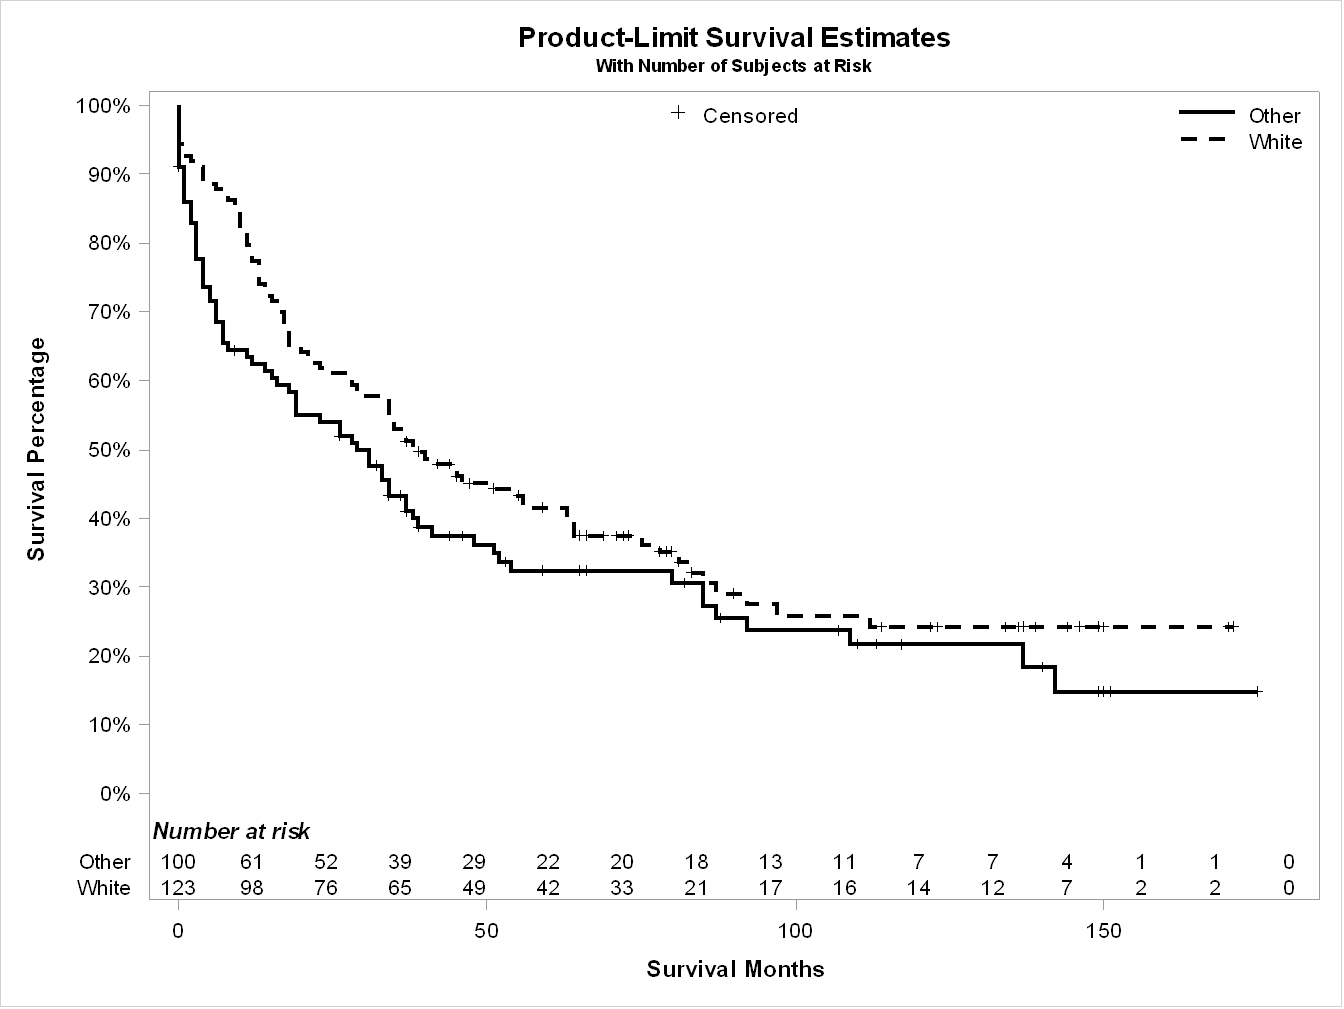 Product-Limit Survival Estimates
With Number of Subjects at Risk
100%
90%
80%
70%
60%
50%
40%
30%
20%
10%
0%
Survival Percentage
Censored
Other
White
Number at risk
Other 100 61 52 39 29 22 20 18 13 11 7 7 4 1 1 0
White 123 98 76 65 49 42 33 21 17 16 14 12 7 2 2 0
0 50 100 150
Survival Months